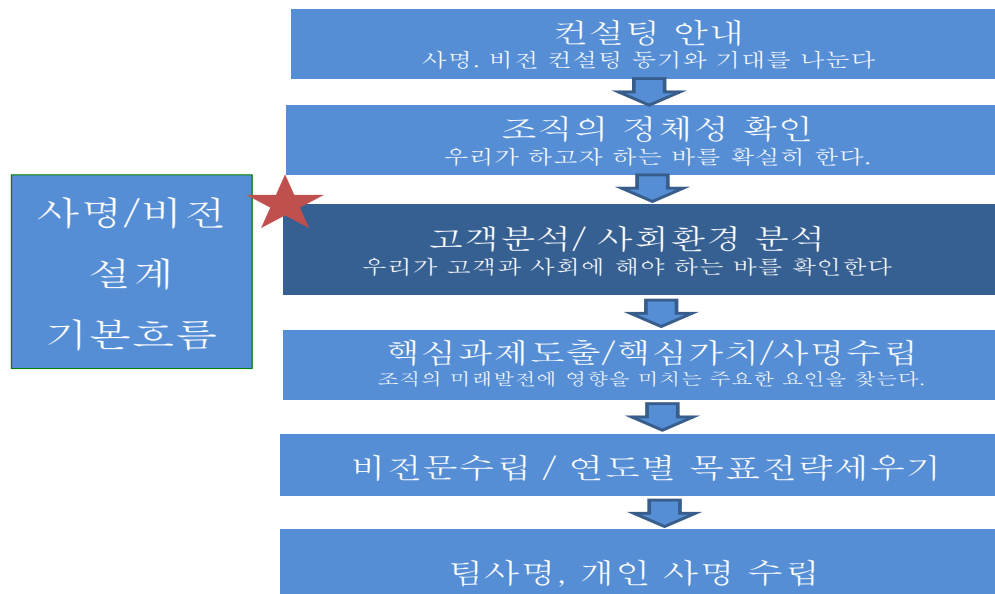 컨설팅 안내
사명. 비전 컨설팅 동기와 기대를 나눈다
조직의 정체성 확인
우리가 하고자 하는 바를 확실히 한다.
사명/비전
설계
기본흐름
고객분석/ 사회환경 분석
우리가 고객과 사회에 해야 하는 바를 확인한다
핵심과제도출/핵심가치/사명수립
조직의 미래발전에 영향을 미치는 주요한 요인을 찾는다.
비전문수립 / 연도별 목표전략세우기
팀사명, 개인 사명 수립